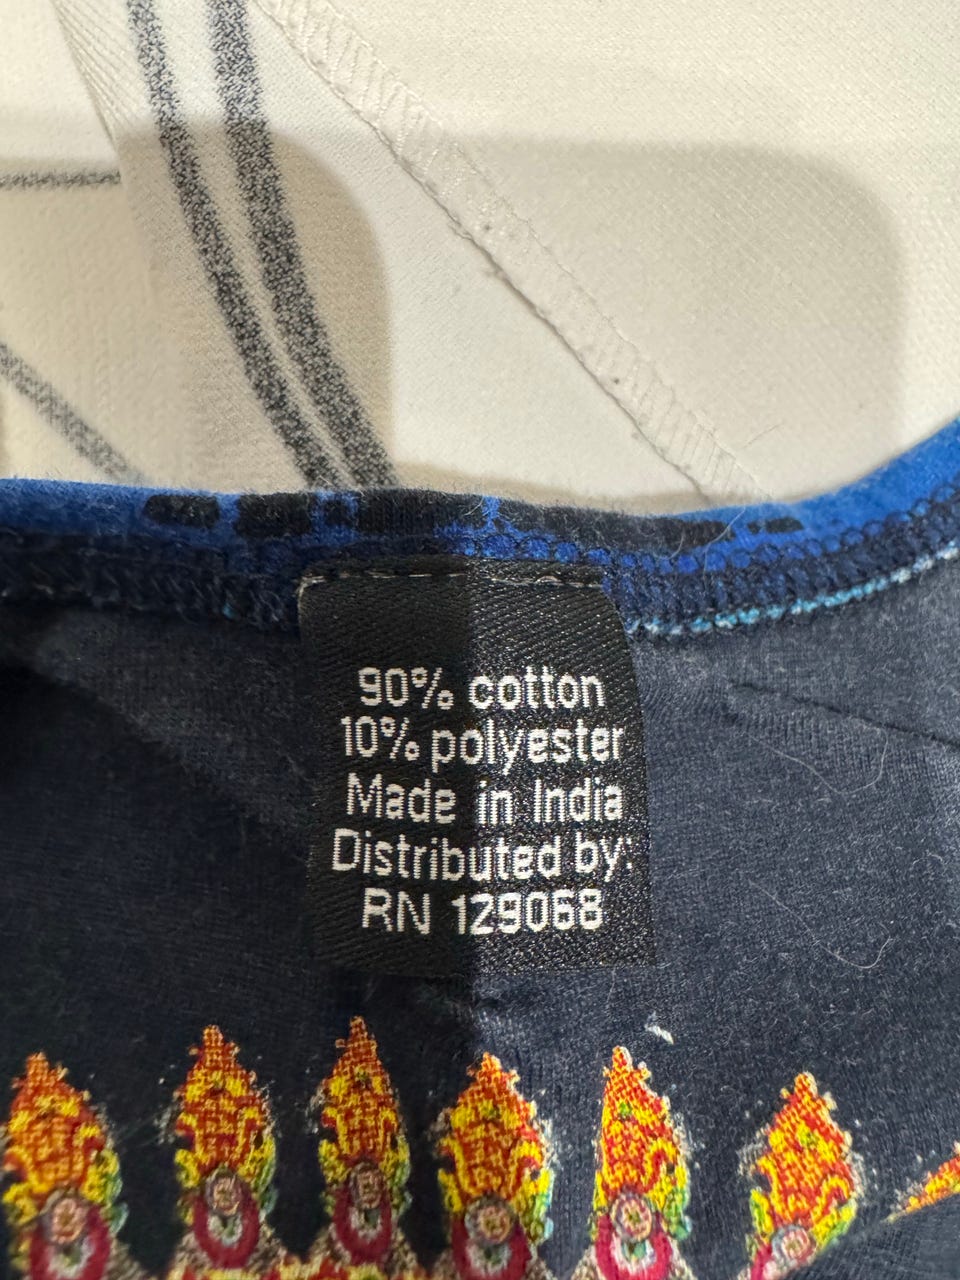 90% cotton
10% polyester
Made in India
Distributed by:
RN 129068